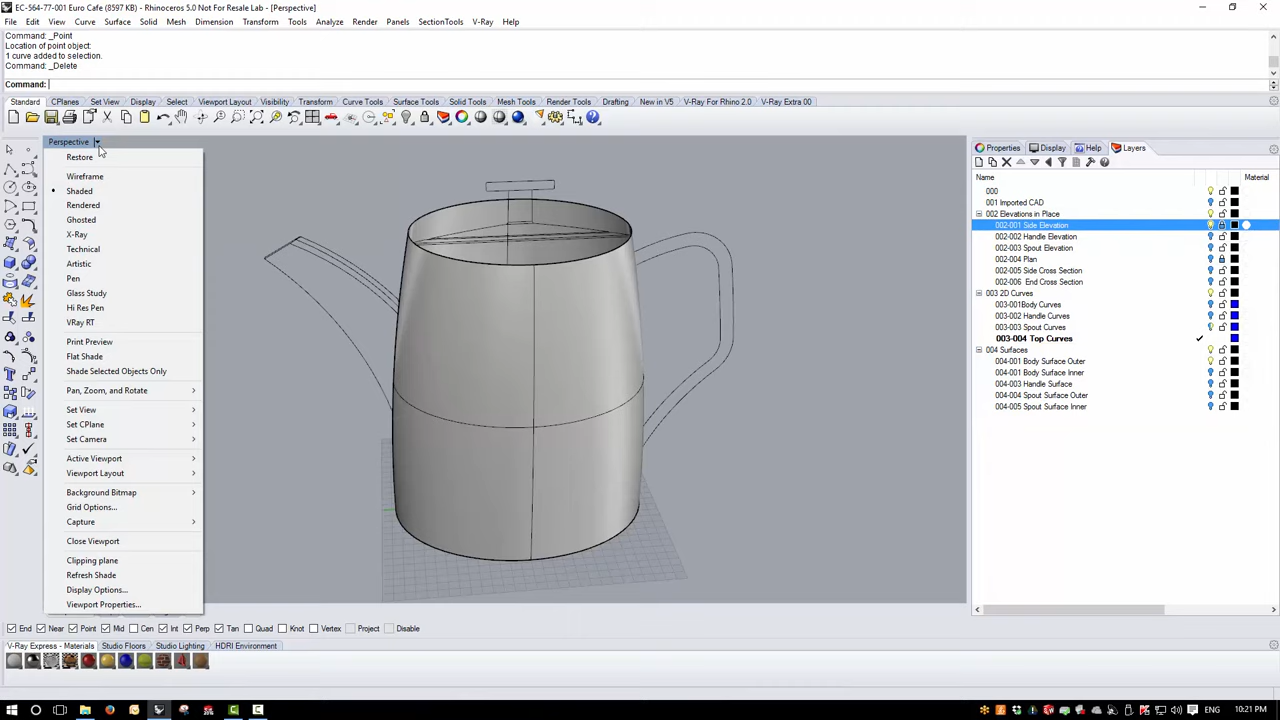 EC-564-77-001 Euro Cafe (8597 KB) - Rhinoceros 5.0 Not For Resale Lab - [Perspective]
File Edit View Curve Surface Solid Mesh Dimension Transform Tools Analyze Render Panels SectionTools V-Ray Help
Command: _Point
Location of point object:
1 curve added to selection.
Command: _Delete
Command:
Standard CPlanes Set View Display Select Viewport Layout Visibility Transform Curve Tools Surface Tools Solid Tools Mesh Tools Render Tools Drafting New in V5 V-Ray For Rhino 2.0 V-Ray Extra 00
Perspective
Restore
Wireframe
Shaded
Rendered
Ghosted
X-Ray
Technical
Artistic
Pen
Glass Study
Hi Res Pen
VRay RT
Print Preview
Flat Shade
Shade Selected Objects Only
Pan, Zoom, and Rotate
Set View
Set CPlane
Set Camera
Active Viewport
Viewport Layout
Background Bitmap
Grid Options...
Capture
Close Viewport
Clipping plane
Refresh Shade
Display Options...
Viewport Properties...
Properties Display Help Layers
Name Material
000
001 Imported CAD
002 Elevations in Place
002-001 Side Elevation
002-002 Handle Elevation
002-003 Spout Elevation
002-004 Plan
002-005 Side Cross Section
002-006 End Cross Section
003 2D Curves
003-001Body Curves
003-002 Handle Curves
003-003 Spout Curves
003-004 Top Curves
004 Surfaces
004-001 Body Surface Outer
004-001 Body Surface Inner
004-003 Handle Surface
004-004 Spout Surface Outer
004-005 Spout Surface Inner
End Near Point Mid Cen Int Perp Tan Quad Knot Vertex Project Disable
V-Ray Express - Materials Studio Floors Studio Lighting HDRI Environment
ENG 10:21 PM